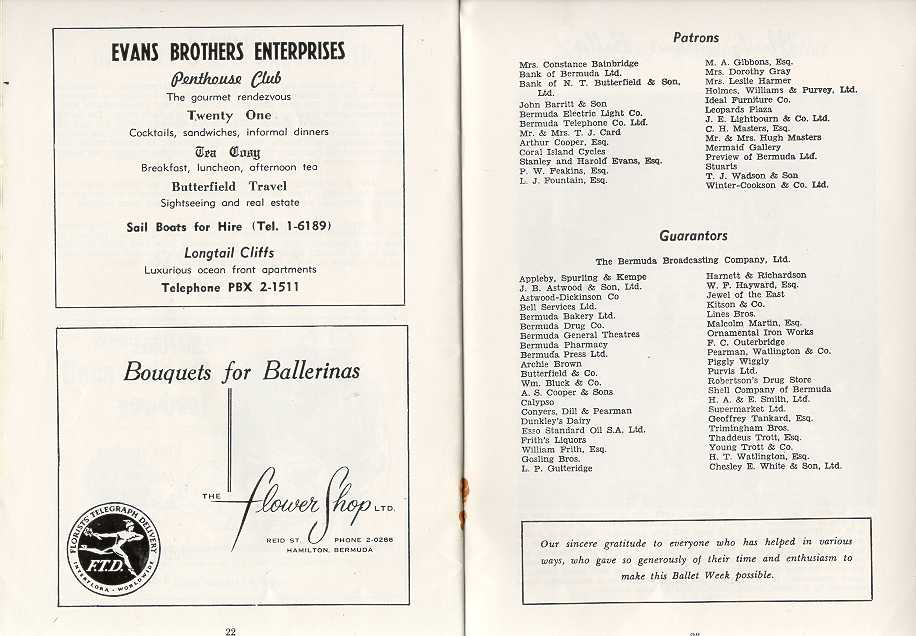 EVANS BROTHERS ENTERPRISES
Penthouse Club
The gourmet rendezvous
Twenty One
Cocktails, sandwiches, informal dinners
Tea Cosy
Breakfast, luncheon, afternoon tea
Butterfield Travel
Sightseeing and real estate
Sail Boats for Hire (Tel. 1-6189)
Longtail Cliffs
Luxurious ocean front apartments
Telephone PBX 2-1511
Bouquets for Ballerinas
THE Flower Shop LTD.
REID ST. PHONE 2-0288
HAMILTON, BERMUDA
FLORISTS' TELEGRAPH DELIVERY
F.T.D.
INTERFLORA - WORLDWIDE
22
Patrons
Mrs. Constance Bainbridge
Bank of Bermuda Ltd.
Bank of N. T. Butterfield & Son,
Ltd.
John Barritt & Son
Bermuda Electric Light Co.
Bermuda Telephone Co. Ltd.
Mr. & Mrs. T. J. Card
Arthur Cooper, Esq.
Coral Island Cycles
Stanley and Harold Evans, Esq.
P. W. Feakins, Esq.
L. J. Fountain, Esq.
M. A. Gibbons, Esq.
Mrs. Dorothy Gray
Mrs. Leslie Harmer
Holmes, Williams & Purvey, Ltd.
Ideal Furniture Co.
Leopards Plaza
J. E. Lightbourn & Co. Ltd.
C. H. Masters, Esq.
Mr. & Mrs. Hugh Masters
Mermaid Gallery
Preview of Bermuda Ltd.
Stuarts
T. J. Wadson & Son
Winter-Cookson & Co. Ltd.
Guarantors
The Bermuda Broadcasting Company, Ltd.
Appleby, Spurling & Kempe
J. B. Astwood & Son, Ltd.
Astwood-Dickinson Co
Bell Services Ltd.
Bermuda Bakery Ltd.
Bermuda Drug Co.
Bermuda General Theatres
Bermuda Pharmacy
Bermuda Press Ltd.
Archie Brown
Butterfield & Co.
Wm. Bluck & Co.
A. S. Cooper & Sons
Calypso
Conyers, Dill & Pearman
Dunkley's Dairy
Esso Standard Oil S.A. Ltd.
Frith's Liquors
William Frith, Esq.
Gosling Bros.
L. P. Gutteridge
Harnett & Richardson
W. F. Hayward, Esq.
Jewel of the East
Kitson & Co.
Lines Bros.
Malcolm Martin, Esq.
Ornamental Iron Works
F. C. Outerbridge
Pearman, Watlington & Co.
Piggly Wiggly
Purvis Ltd.
Robertson's Drug Store
Shell Company of Bermuda
H. A. & E. Smith, Ltd.
Supermarket Ltd.
Geoffrey Tankard, Esq.
Trimingham Bros.
Thaddeus Trott, Esq.
Young Trott & Co.
H. T. Watlington, Esq.
Chesley E. White & Son, Ltd.
Our sincere gratitude to everyone who has helped in various
ways, who gave so generously of their time and enthusiasm to
make this Ballet Week possible.